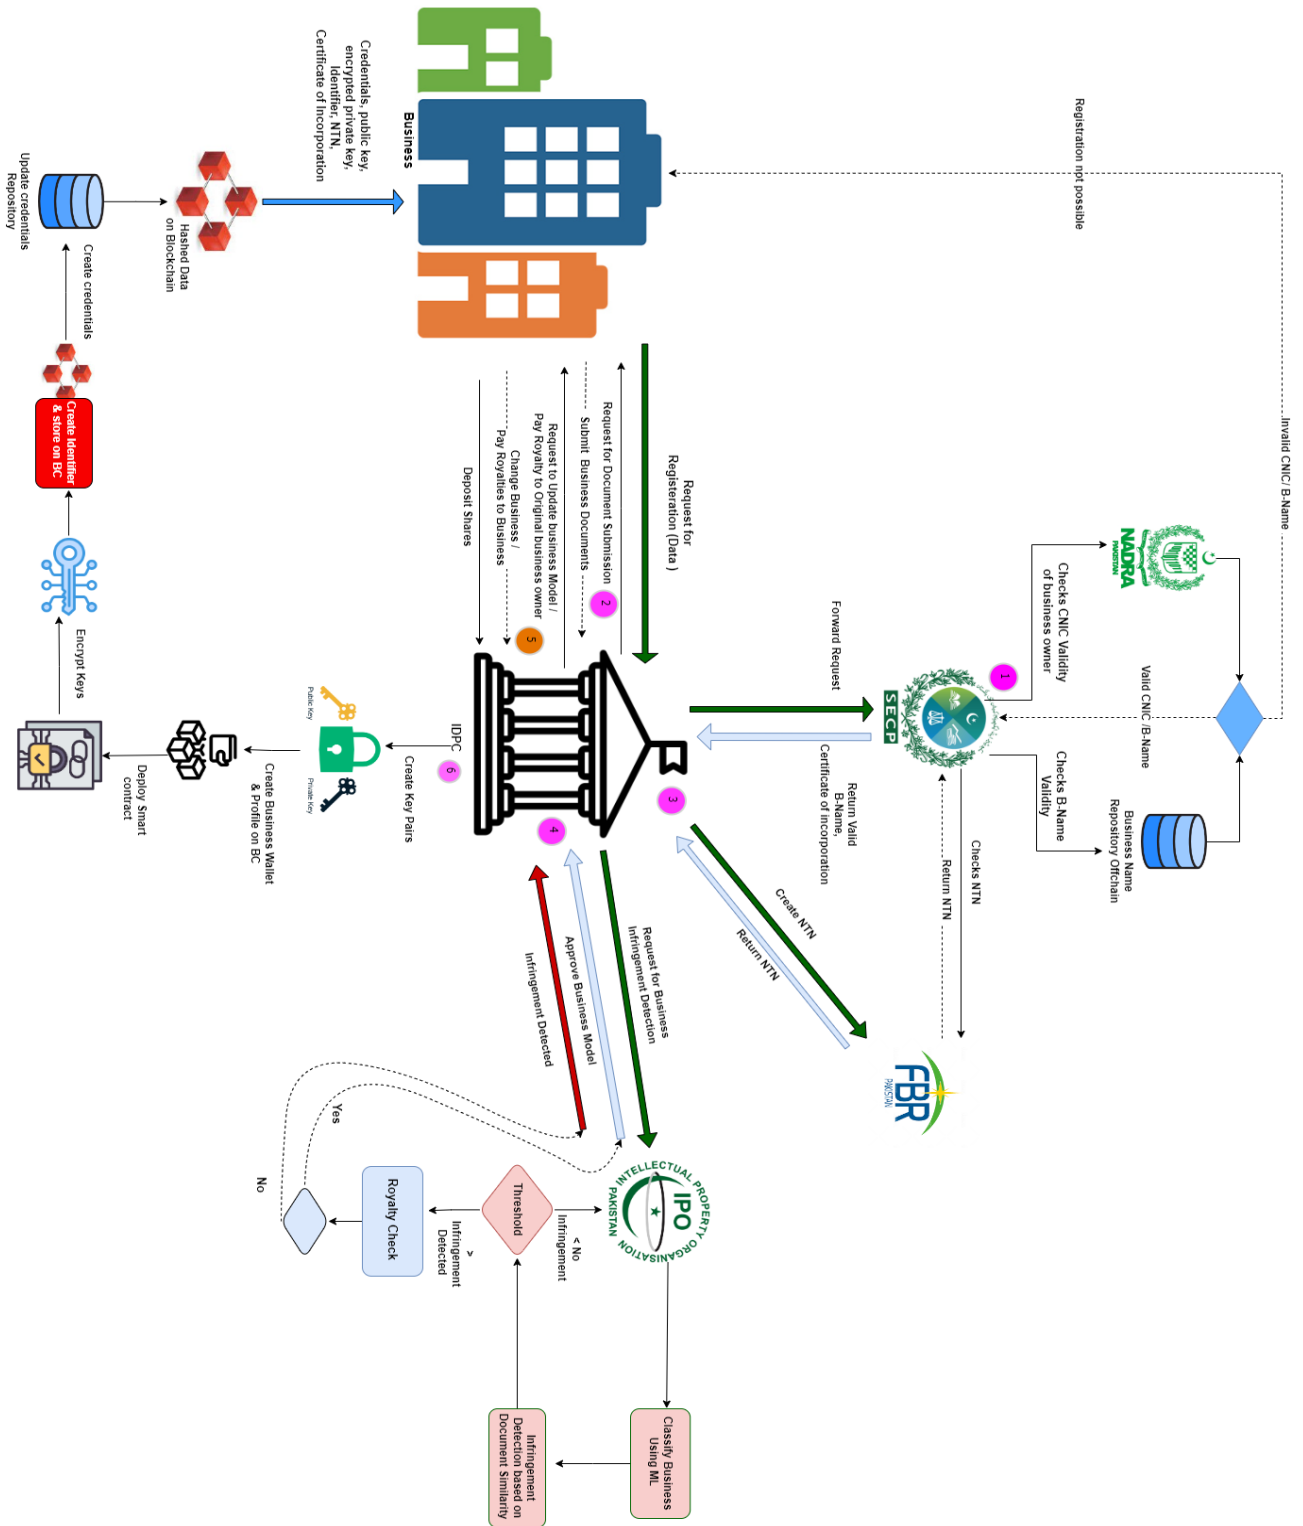 Invalid CNIC/ B-Name
Registration not possible
NADRA
PAKISTAN
Checks CNIC Validity
of business owner
Valid CNIC /B-Name
Business Name
Repository Offchain
Checks B-Name
Validity
1
SECP
Forward Request
Return Valid
B-Name,
Certificate of incorporation
Checks NTN
Return NTN
FBR
PAKISTAN
Create NTN
Return NTN
Request for
Registeration (Data )
Request for Document Submission
2
Submit Business Documents
Request to Update business Model /
Pay Royalty to Original business owner
5
Change Business /
Pay Royalties to Business
Deposit Shares
3
4
IDPC
6
Request for Business
Infringement Detection
Approve Business Model
Infringement Detected
INTELLECTUAL PROPERTY ORGANISATION
PAKISTAN
IPO
Classify Business
Using ML
Infringement
Detection based on
Document Similarity
Threshold
< No
Infringement
>
Infringement
Detected
Royalty Check
Yes
No
Create Key Pairs
Public Key
Private Key
Create Business Wallet
& Profile on BC
Deploy Smart
contract
Encrypt Keys
Create Identifier
& store on BC
Create credentials
Update credentials
Repository
Hashed Data
on Blockchain
Credentials, public key,
encrypted private key,
Identifier, NTN,
Certificate of Incorporation
Business